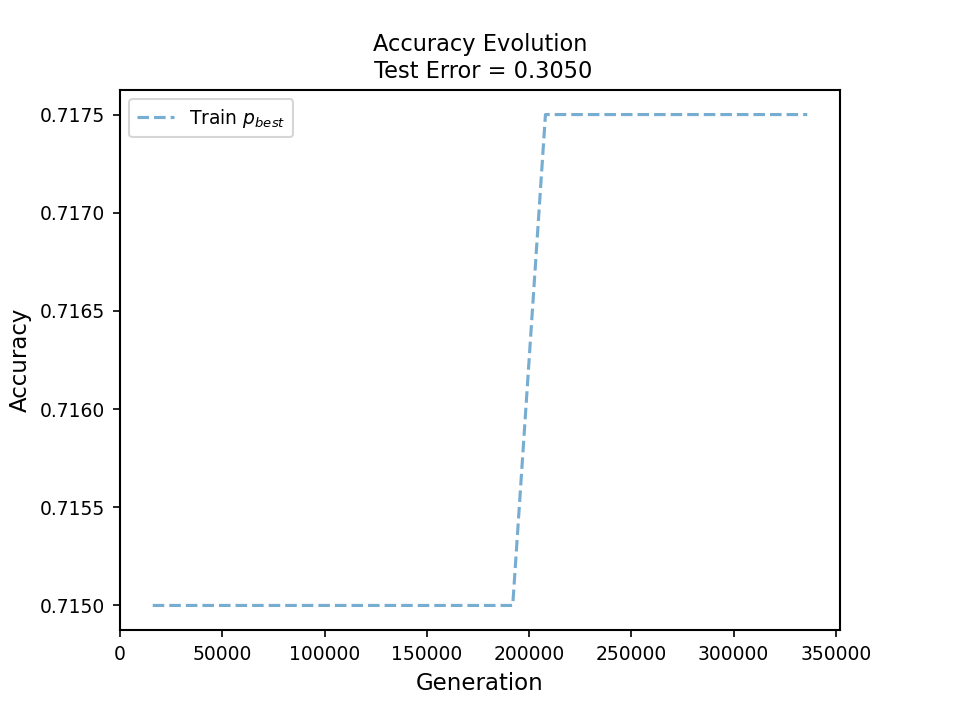 Accuracy Evolution
Test Error = 0.3050
Train p_best
0.7175
0.7170
0.7165
0.7160
0.7155
0.7150
Accuracy
0 50000 100000 150000 200000 250000 300000 350000
Generation